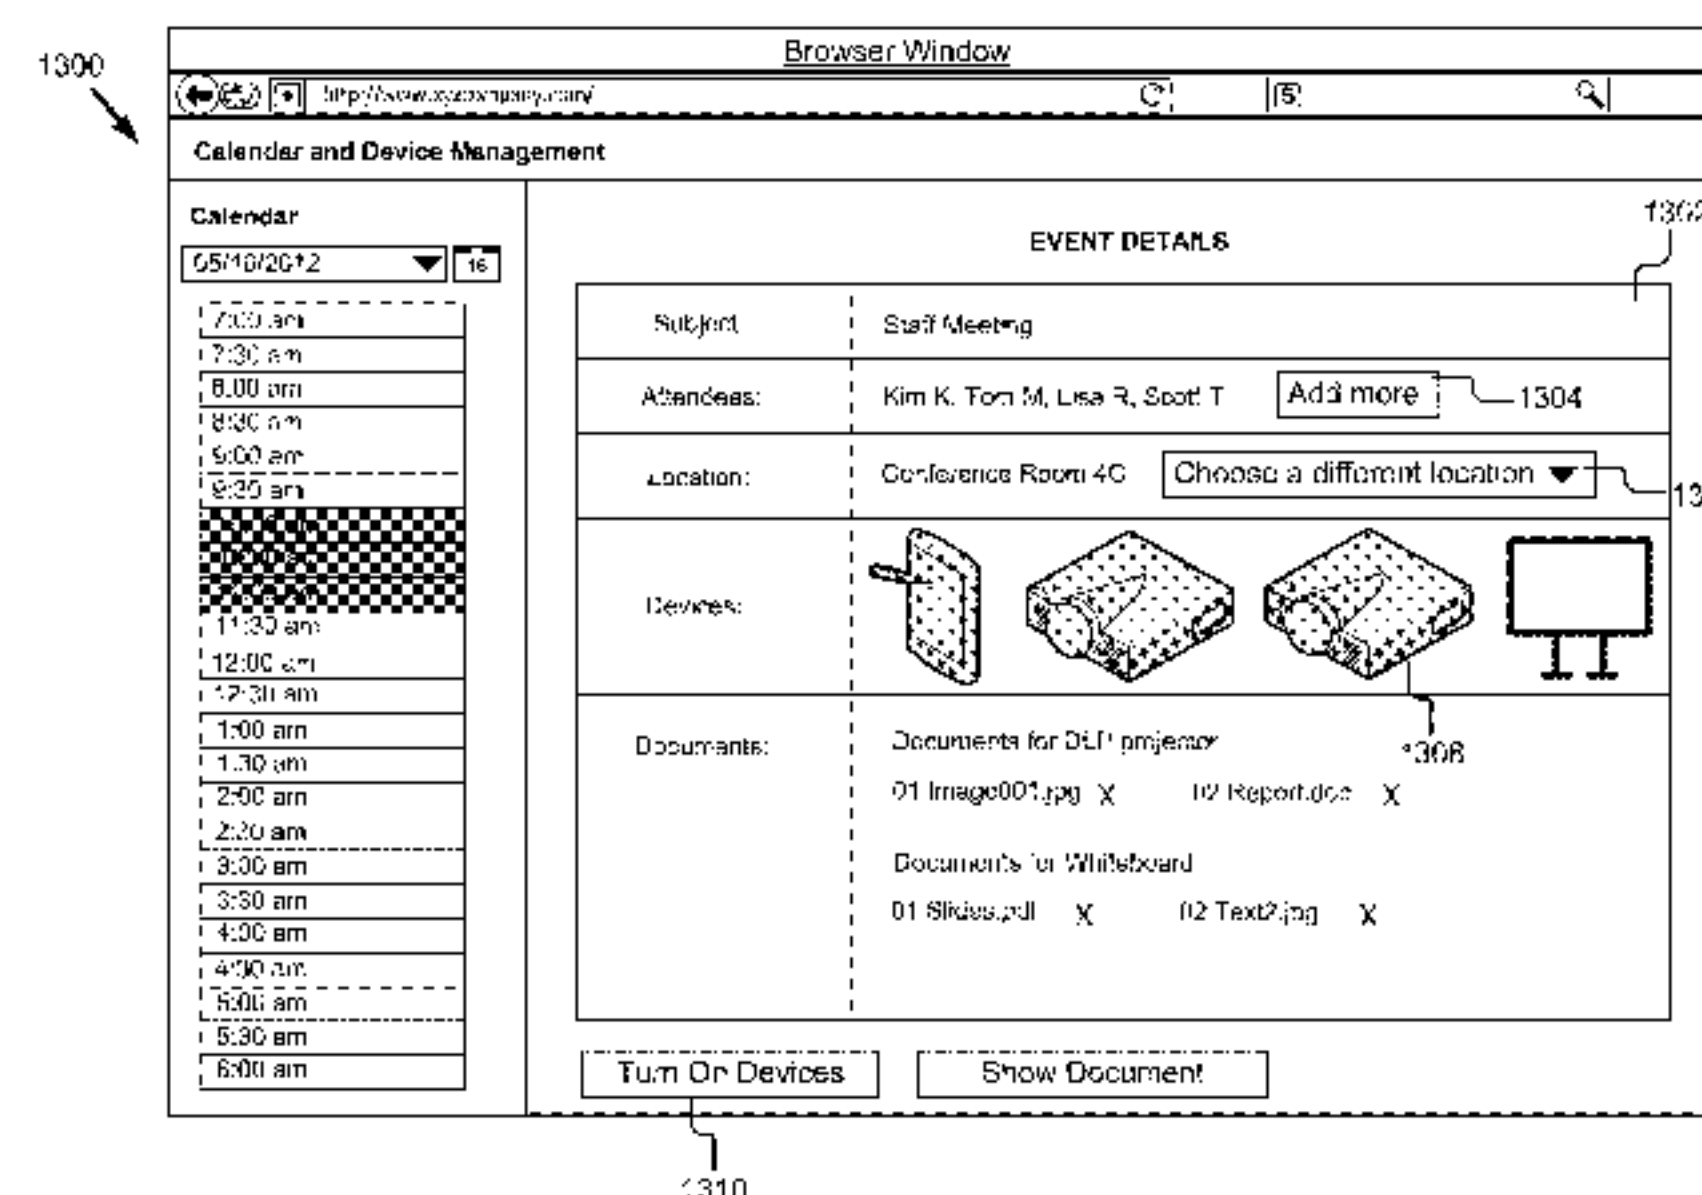 Browser Window
1300
Calendar and Device Management
Calendar
05/16/2012
16
7:00 am
7:30 am
8:00 am
8:30 am
9:00 am
9:30 am
11:30 am
12:00 am
12:30 am
1:00 am
1:30 am
2:00 am
2:30 am
3:00 am
3:30 am
4:00 am
4:30 am
5:00 am
5:30 am
6:00 am
EVENT DETAILS
1302
Subject
Staff Meeting
Attendees:
Kim K, Tom M, Lisa R, Scott T
Add more
1304
Location:
Conference Room 4C
Choose a different location
Devices:
1308
Documents:
Documents for DLP projector
01 Image001.jpg X 02 Report.doc X
Documents for Whiteboard
01 Slides.pdf X 02 Text2.jpg X
Turn On Devices
Show Document
1310